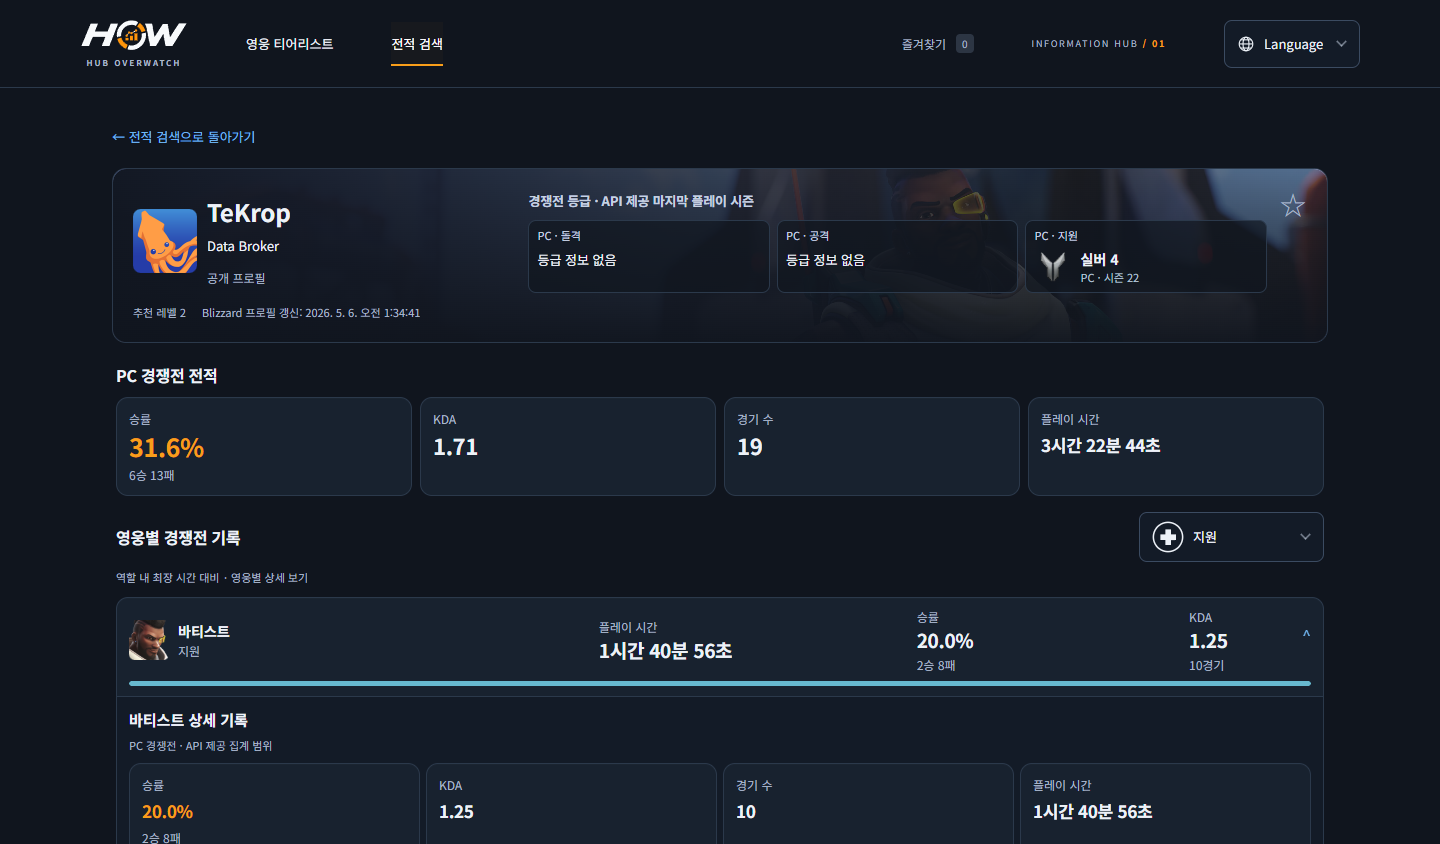 HOW
HUB OVERWATCH
영웅 티어리스트
전적 검색
즐겨찾기 0
INFORMATION HUB / 01
Language
← 전적 검색으로 돌아가기
TeKrop
Data Broker
공개 프로필
추천 레벨 2
Blizzard 프로필 갱신: 2026. 5. 6. 오전 1:34:41
경쟁전 등급 · API 제공 마지막 플레이 시즌
PC · 돌격
등급 정보 없음
PC · 공격
등급 정보 없음
PC · 지원
실버 4
PC · 시즌 22
PC 경쟁전 전적
승률
31.6%
6승 13패
KDA
1.71
경기 수
19
플레이 시간
3시간 22분 44초
영웅별 경쟁전 기록
지원
역할 내 최장 시간 대비 · 영웅별 상세 보기
바티스트
지원
플레이 시간
1시간 40분 56초
승률
20.0%
2승 8패
KDA
1.25
10경기
바티스트 상세 기록
PC 경쟁전 · API 제공 집계 범위
승률
20.0%
2승 8패
KDA
1.25
경기 수
10
플레이 시간
1시간 40분 56초